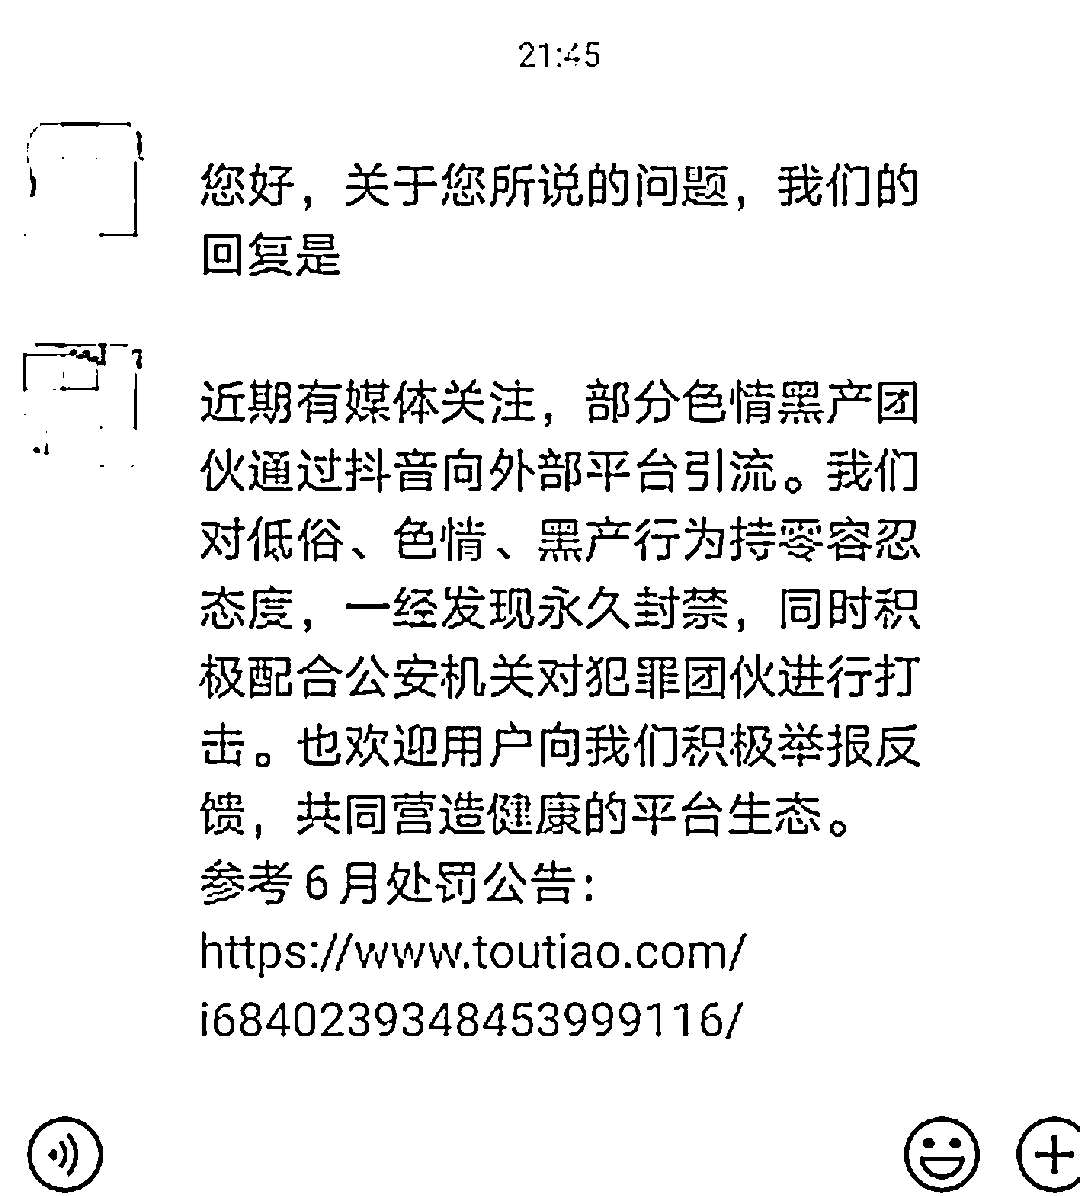 21:45
您好，关于您所说的问题，我们的
回复是
近期有媒体关注，部分色情黑产团
伙通过抖音向外部平台引流。我们
对低俗、色情、黑产行为持零容忍
态度，一经发现永久封禁，同时积
极配合公安机关对犯罪团伙进行打
击。也欢迎用户向我们积极举报反
馈，共同营造健康的平台生态。
参考6月处罚公告：
https://www.toutiao.com/
i6840239348453999116/